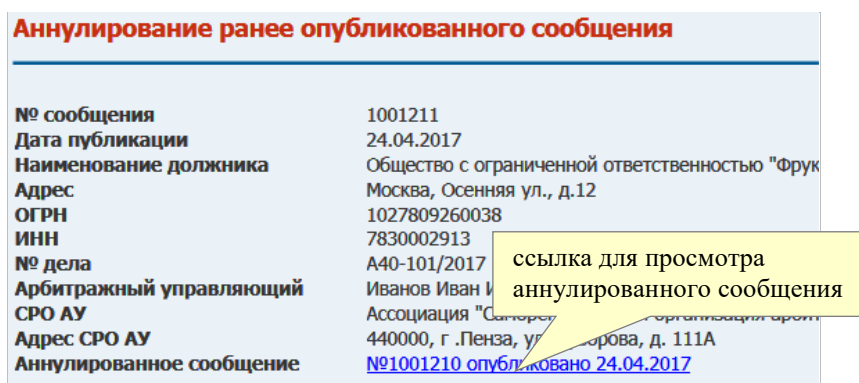 Аннулирование ранее опубликованного сообщения
№ сообщения 1001211
Дата публикации 24.04.2017
Наименование должника Общество с ограниченной ответственностью "Фрук
Адрес Москва, Осенняя ул., д.12
ОГРН 1027809260038
ИНН 7830002913
№ дела А40-101/2017
Арбитражный управляющий Иванов Иван
СРО АУ Ассоциация
Адрес СРО АУ 440000, г .Пенза, д. 111А
Аннулированное сообщение №1001210 опубликовано 24.04.2017
ссылка для просмотра
аннулированного сообщения